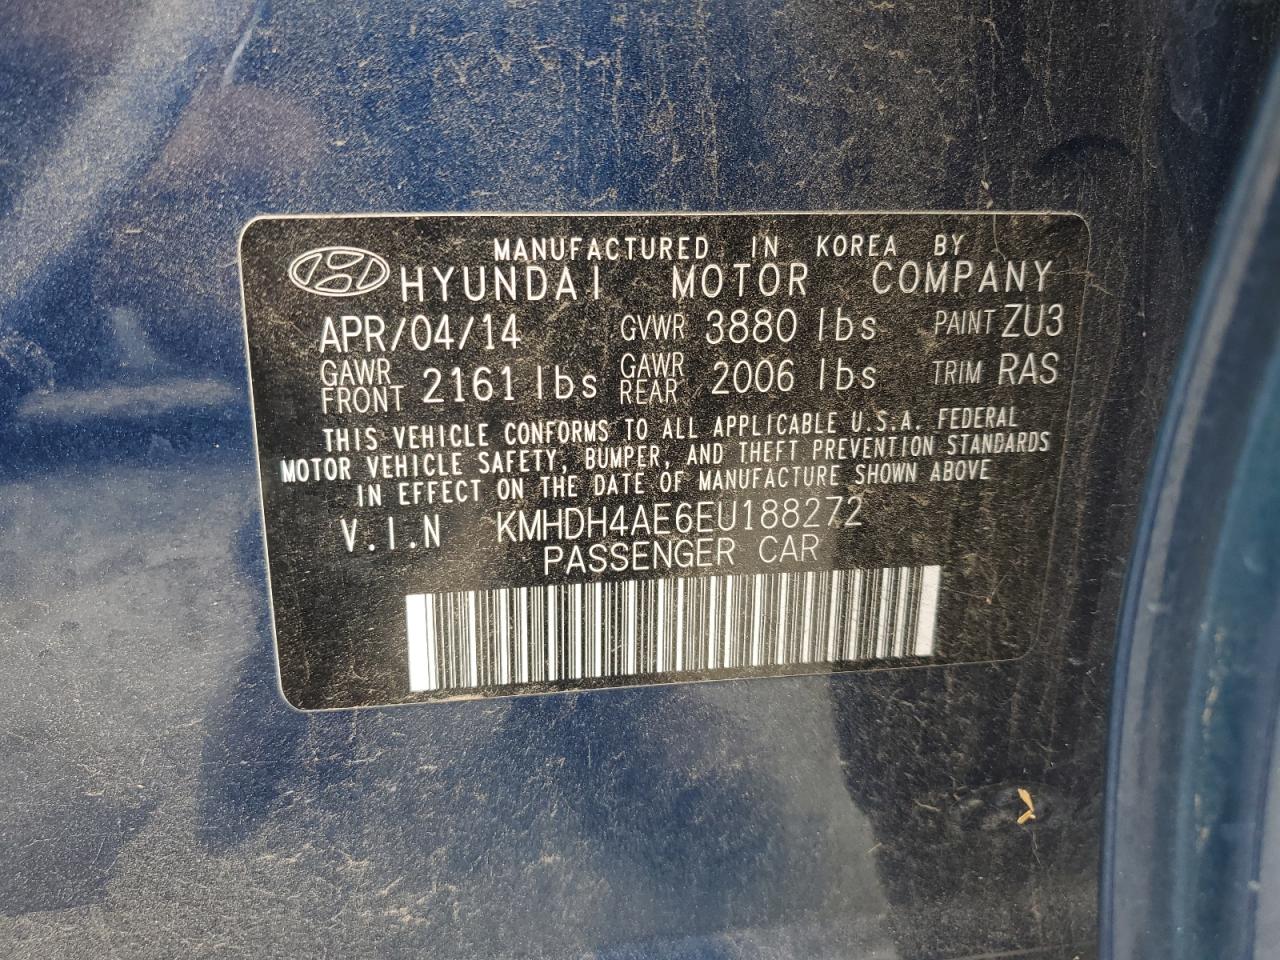 MANUFACTURED IN KOREA BY
HYUNDAI MOTOR COMPANY
APR/04/14 GVWR 3880 lbs PAINT ZU3
GAWR FRONT 2161 lbs GAWR REAR 2006 lbs TRIM RAS
THIS VEHICLE CONFORMS TO ALL APPLICABLE U.S.A. FEDERAL
MOTOR VEHICLE SAFETY, BUMPER, AND THEFT PREVENTION STANDARDS
IN EFFECT ON THE DATE OF MANUFACTURE SHOWN ABOVE
V.I.N KMHDH4AE6EU188272
PASSENGER CAR